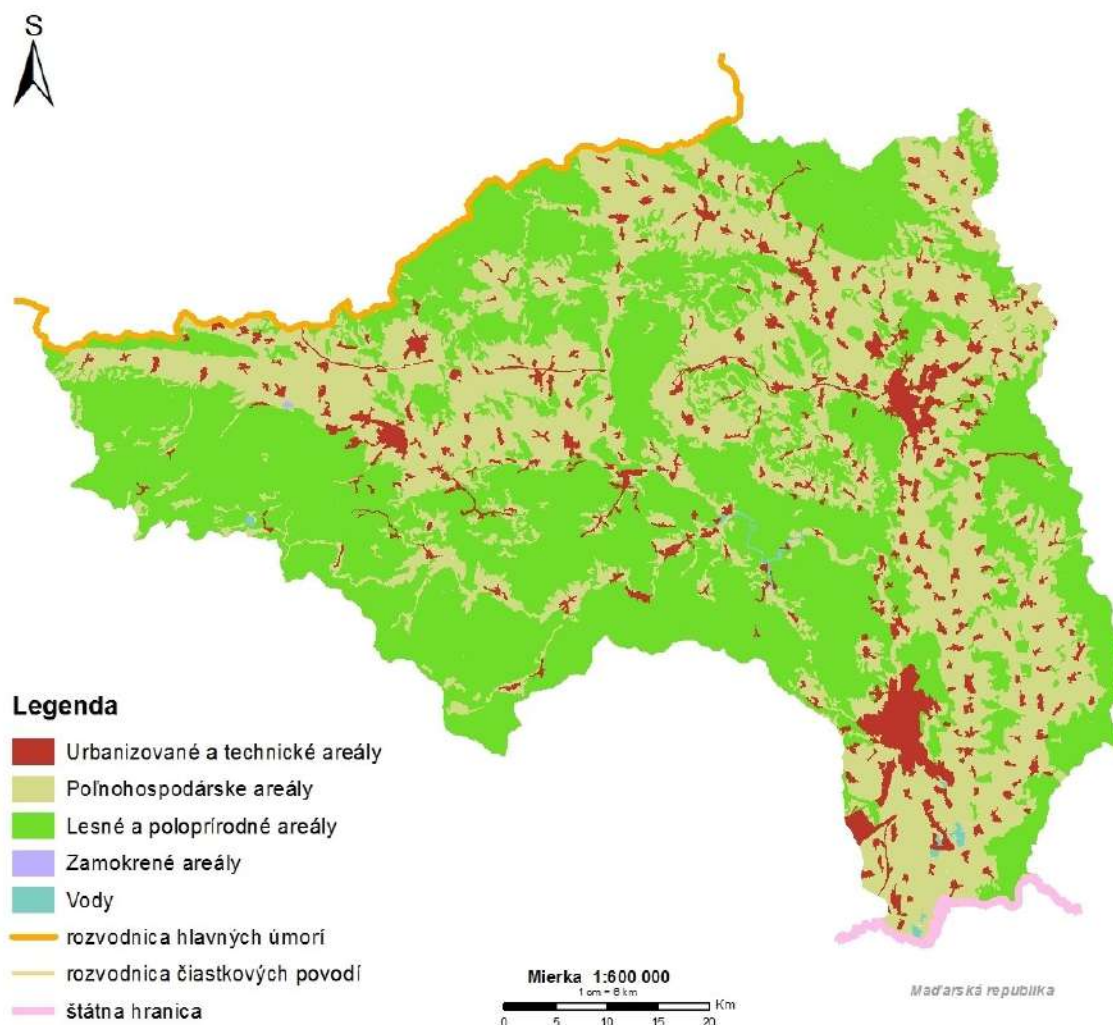 S
Legenda
Urbanizované a technické areály
Poľnohospodárske areály
Lesné a poloprírodné areály
Zamokrené areály
Vody
rozvodnica hlavných úmorí
rozvodnica čiastkových povodí
štátna hranica
Mierka 1:600 000
1 cm = 6 km
Km
0 5 10 15 20
Maďarská republika